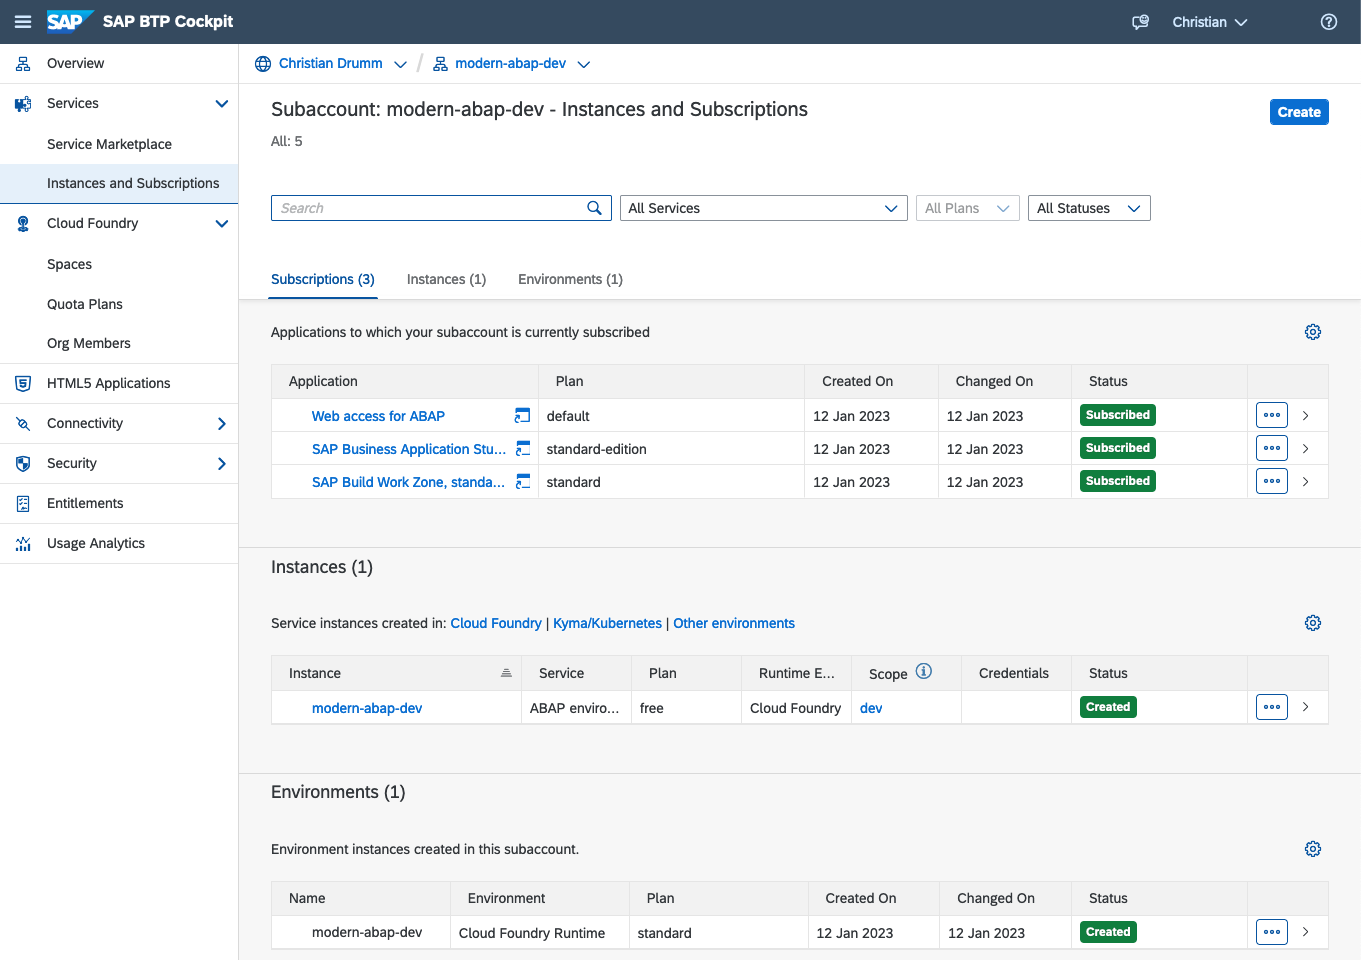 SAP SAP BTP Cockpit Christian
Overview
Services
Service Marketplace
Instances and Subscriptions
Cloud Foundry
Spaces
Quota Plans
Org Members
HTML5 Applications
Connectivity
Security
Entitlements
Usage Analytics
Christian Drumm / modern-abap-dev
Subaccount: modern-abap-dev - Instances and Subscriptions
Create
All: 5
Search All Services All Plans All Statuses
Subscriptions (3) Instances (1) Environments (1)
Applications to which your subaccount is currently subscribed
Application Plan Created On Changed On Status
Web access for ABAP default 12 Jan 2023 12 Jan 2023 Subscribed
SAP Business Application Stu... standard-edition 12 Jan 2023 12 Jan 2023 Subscribed
SAP Build Work Zone, standa... standard 12 Jan 2023 12 Jan 2023 Subscribed
Instances (1)
Service instances created in: Cloud Foundry | Kyma/Kubernetes | Other environments
Instance Service Plan Runtime E... Scope Credentials Status
modern-abap-dev ABAP enviro... free Cloud Foundry dev Created
Environments (1)
Environment instances created in this subaccount.
Name Environment Plan Created On Changed On Status
modern-abap-dev Cloud Foundry Runtime standard 12 Jan 2023 12 Jan 2023 Created